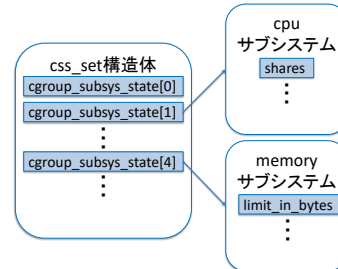 css_set構造体
cgroup_subsys_state[0]
cgroup_subsys_state[1]
⋮
cgroup_subsys_state[4]
⋮
cpu
サブシステム
shares
⋮
memory
サブシステム
limit_in_bytes
⋮